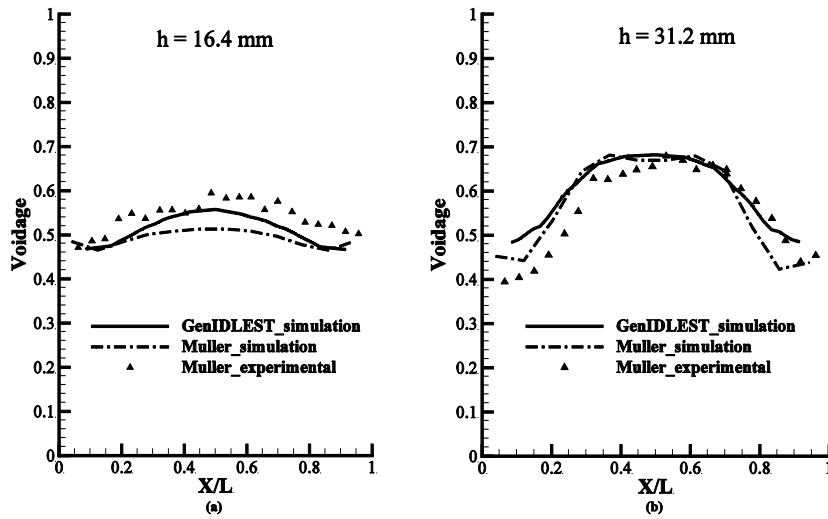 h = 16.4 mm
1
0.9
0.8
0.7
0.6
0.5
0.4
0.3
0.2
0.1
0
Voidage
GenIDLEST_simulation
Muller_simulation
Muller_experimental
0 0.2 0.4 0.6 0.8 1
X/L
(a)
h = 31.2 mm
1
0.9
0.8
0.7
0.6
0.5
0.4
0.3
0.2
0.1
0
Voidage
GenIDLEST_simulation
Muller_simulation
Muller_experimental
0 0.2 0.4 0.6 0.8 1
X/L
(b)